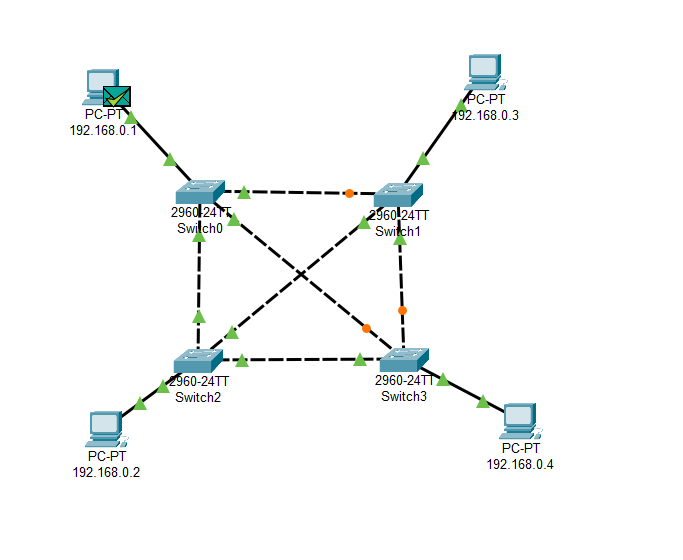 PC-PT
192.168.0.1
PC-PT
192.168.0.3
2960-24TT
Switch0
2960-24TT
Switch1
2960-24TT
Switch2
2960-24TT
Switch3
PC-PT
192.168.0.2
PC-PT
192.168.0.4